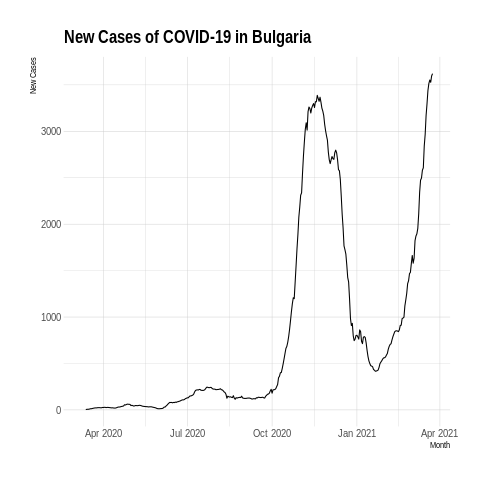 New Cases of COVID-19 in Bulgaria
New Cases
3000
2000
1000
0
Apr 2020
Jul 2020
Oct 2020
Jan 2021
Apr 2021
Month